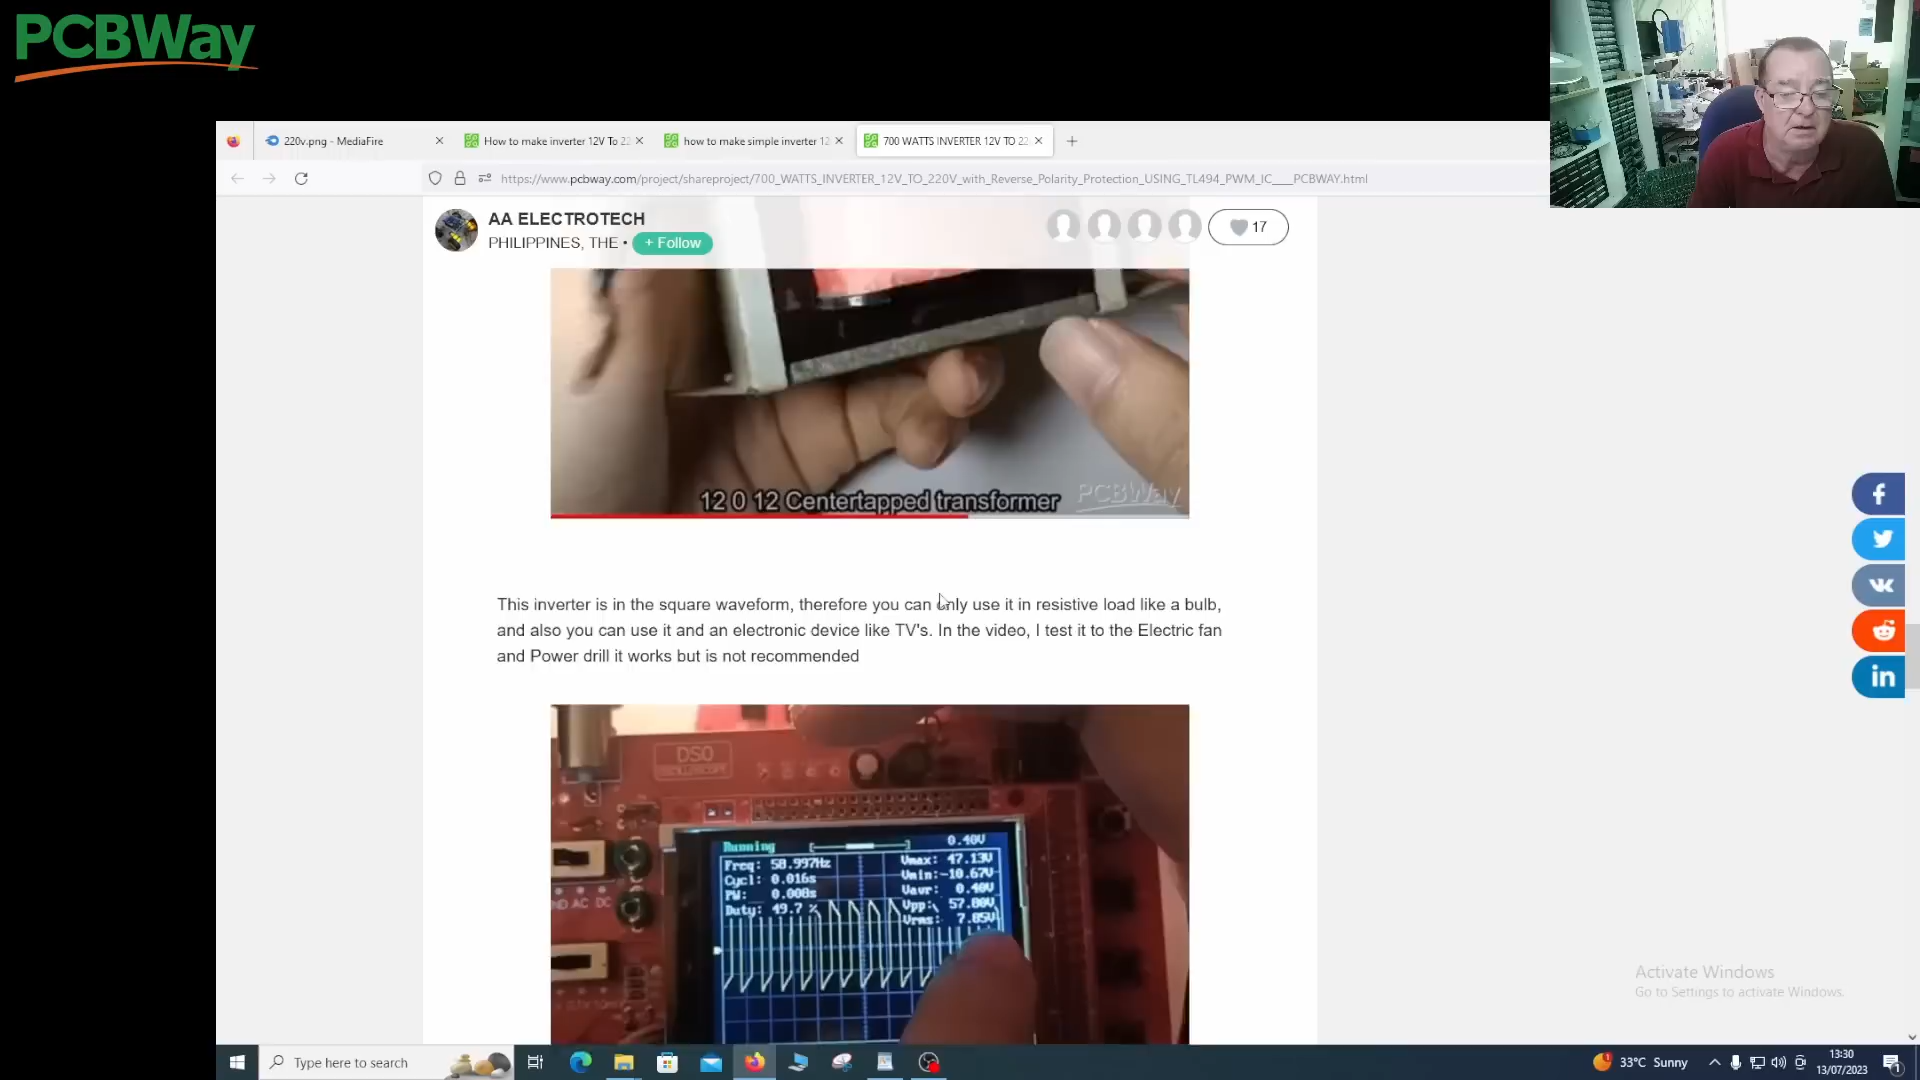 PCBWay
220v.png - MediaFire
How to make inverter 12V To 22
how to make simple inverter 12
700 WATTS INVERTER 12V TO 22
https://www.pcbway.com/project/shareproject/700_WATTS_INVERTER_12V_TO_220V_with_Reverse_Polarity_Protection_USING_TL494_PWM_IC____PCBWAY.html
AA ELECTROTECH
PHILIPPINES, THE • + Follow
17
12 0 12 Centertapped transformer
PCBWay
This inverter is in the square waveform, therefore you can only use it in resistive load like a bulb,
and also you can use it and an electronic device like TV's. In the video, I test it to the Electric fan
and Power drill it works but is not recommended
DSO
OSCILLOSCOPE
Running
0.40V
Freq: 58.997Hz
Cycl: 0.016s
PW: 0.008s
Duty: 49.7 %
Vmax: 47.13V
Vmin:-10.67V
Vavr: 0.40V
Vpp: 57.80V
Vrms: 7.85V
AC DC
Activate Windows
Go to Settings to activate Windows.
Type here to search
33°C Sunny
13:30
13/07/2023
1